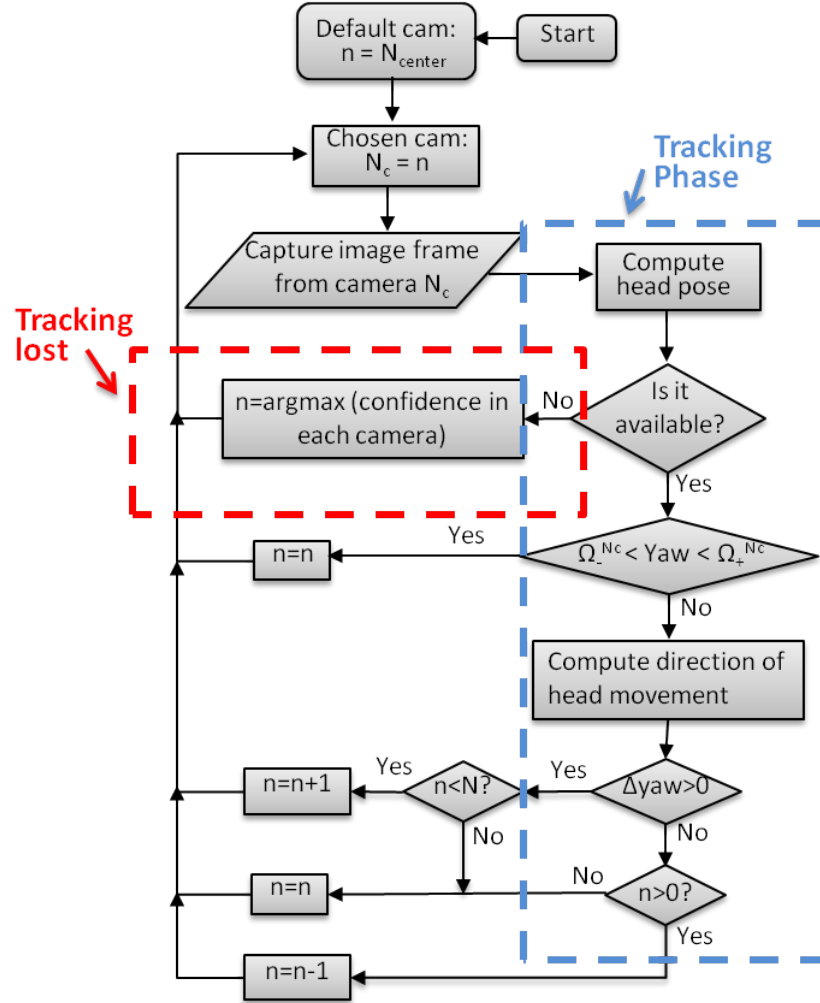 Default cam:
n = N_center
Start
Chosen cam:
N_c = n
Tracking
Phase
Capture image frame
from camera N_c
Compute
head pose
Tracking
lost
n=argmax (confidence in
each camera)
No
Is it
available?
Yes
n=n
Yes
Ω_-^Nc < Yaw < Ω_+^Nc
No
Compute direction of
head movement
n=n+1
Yes
n<N?
Yes
Δyaw>0
No
No
n=n
No
n>0?
Yes
n=n-1